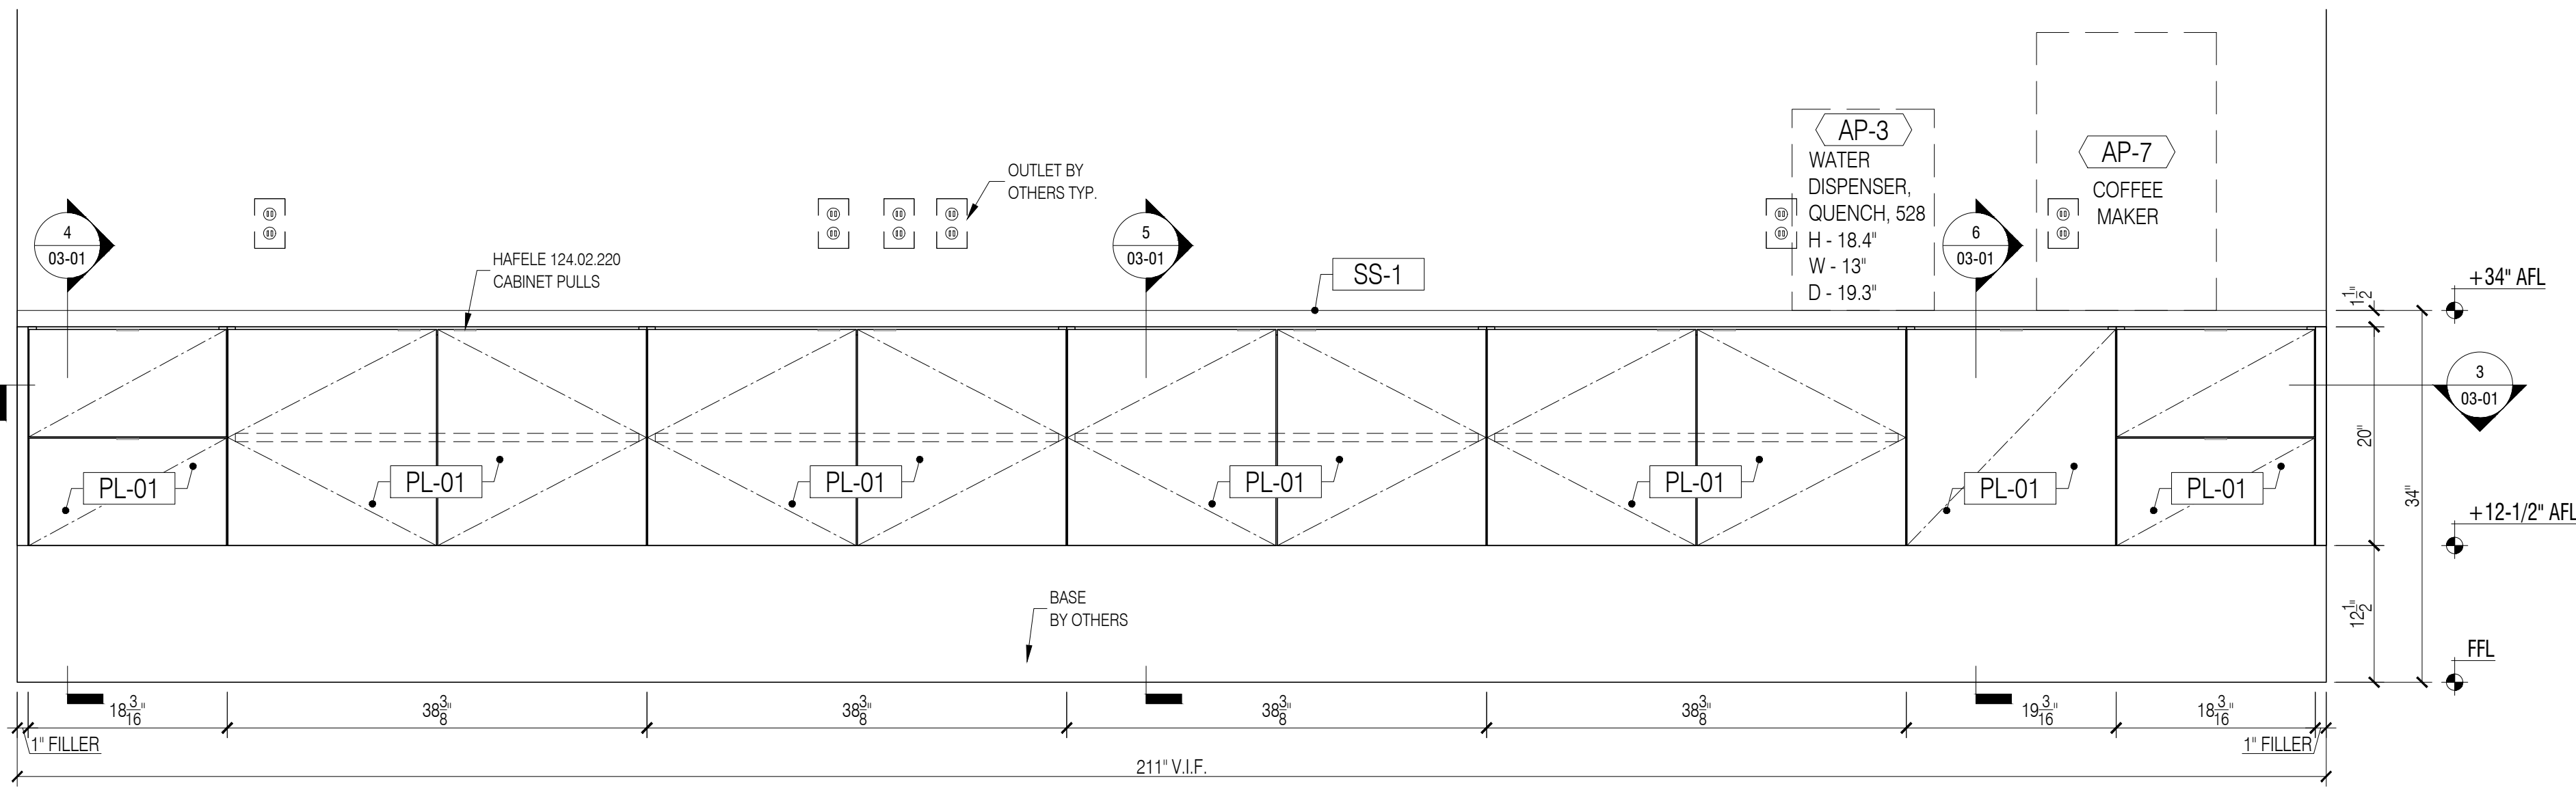 AP-3
WATER
DISPENSER,
QUENCH, 528
H - 18.4"
W - 13"
D - 19.3"
AP-7
COFFEE
MAKER
OUTLET BY
OTHERS TYP.
4
03-01
5
03-01
6
03-01
HAFELE 124.02.220
CABINET PULLS
SS-1
+34" AFL
1 1/2"
3
03-01
20"
34"
PL-01
PL-01
PL-01
PL-01
PL-01
PL-01
PL-01
+12-1/2" AFL
12 1/2"
BASE
BY OTHERS
FFL
18 3/16"
38 3/8"
38 3/8"
38 3/8"
38 3/8"
19 3/16"
18 3/16"
1" FILLER
1" FILLER
211" V.I.F.